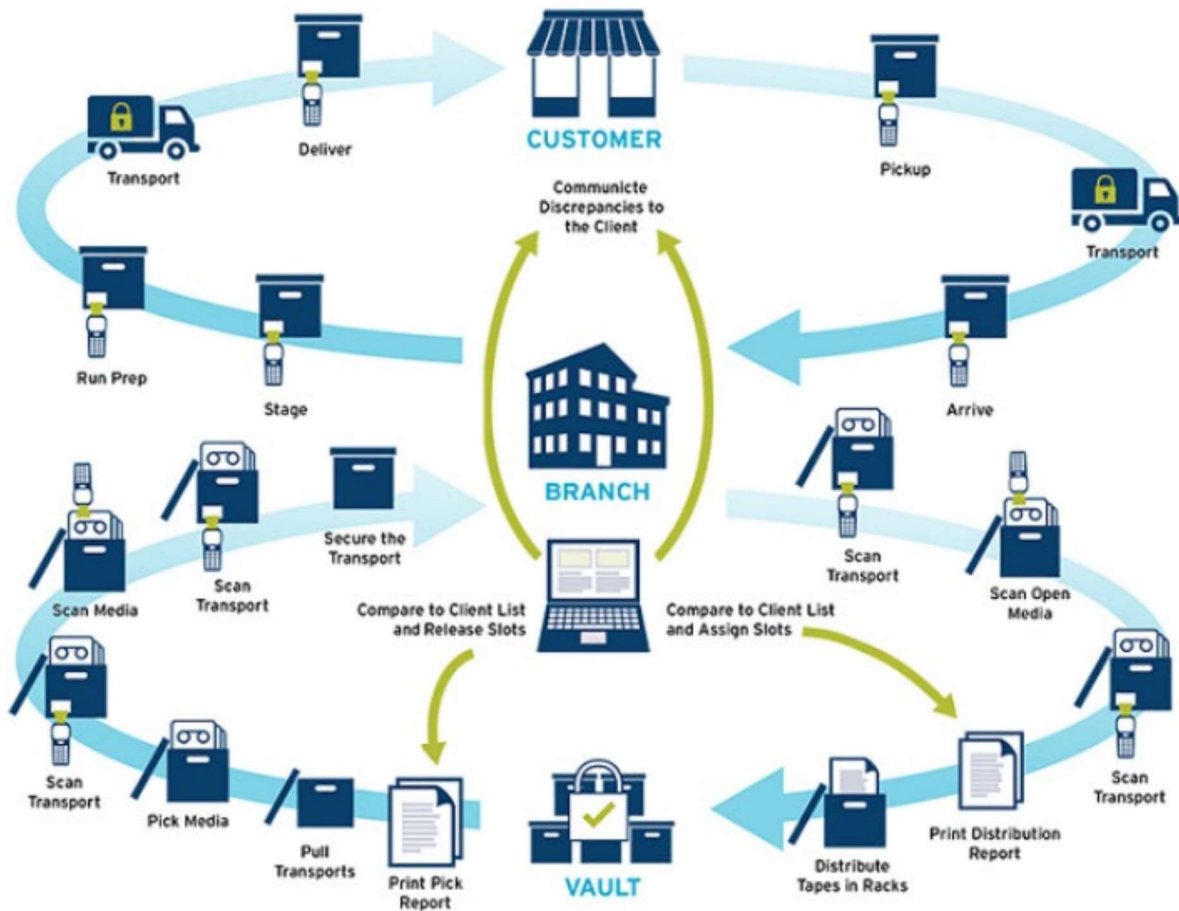 CUSTOMER
Deliver
Transport
Pickup
Transport
Communicte
Discrepancies to
the Client
Run Prep
Stage
Arrive
BRANCH
Scan Media
Scan
Transport
Secure the
Transport
Scan
Transport
Scan Open
Media
Compare to Client List
and Release Slots
Compare to Client List
and Assign Slots
Scan
Transport
Pick Media
Pull
Transports
Print Pick
Report
VAULT
Distribute
Tapes in Racks
Print Distribution
Report
Scan
Transport